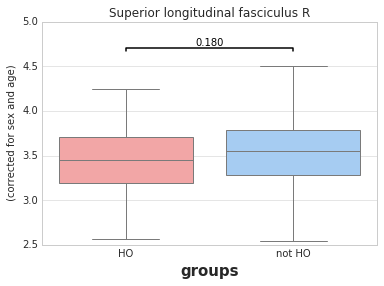 Superior longitudinal fasciculus R
5.0
4.5
4.0
3.5
3.0
2.5
(corrected for sex and age)
0.180
HO
not HO
groups